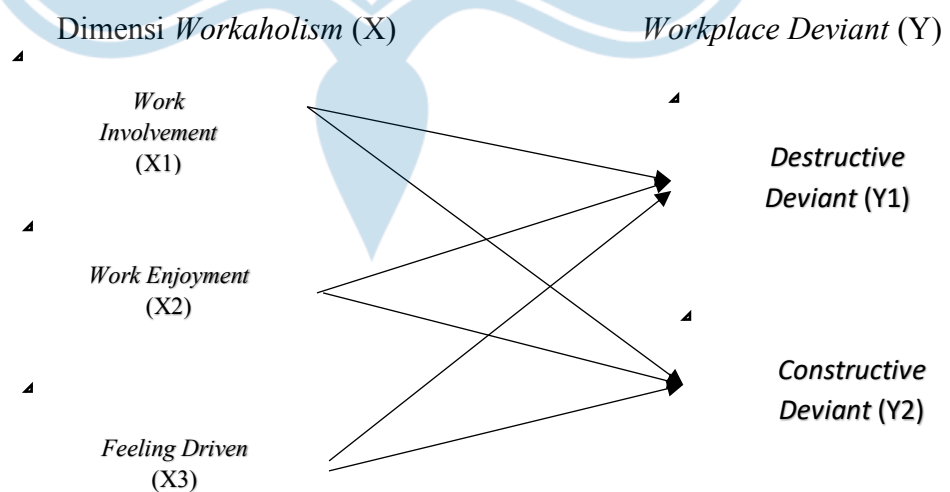 Dimensi Workaholism (X)
Workplace Deviant (Y)
Work
Involvement
(X1)
Destructive
Deviant (Y1)
Work Enjoyment
(X2)
Constructive
Deviant (Y2)
Feeling Driven
(X3)